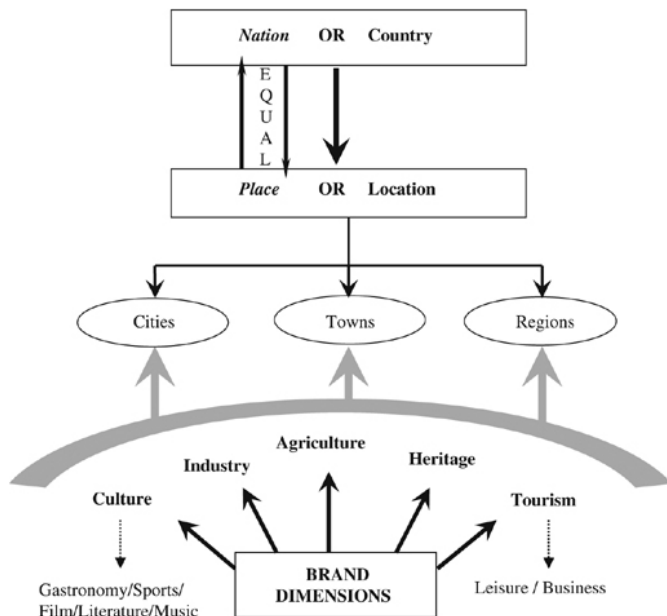 Nation OR Country
EQUAL
Place OR Location
Cities
Towns
Regions
Agriculture
Industry
Heritage
Culture
Tourism
BRAND
DIMENSIONS
Gastronomy/Sports/
Film/Literature/Music
Leisure / Business